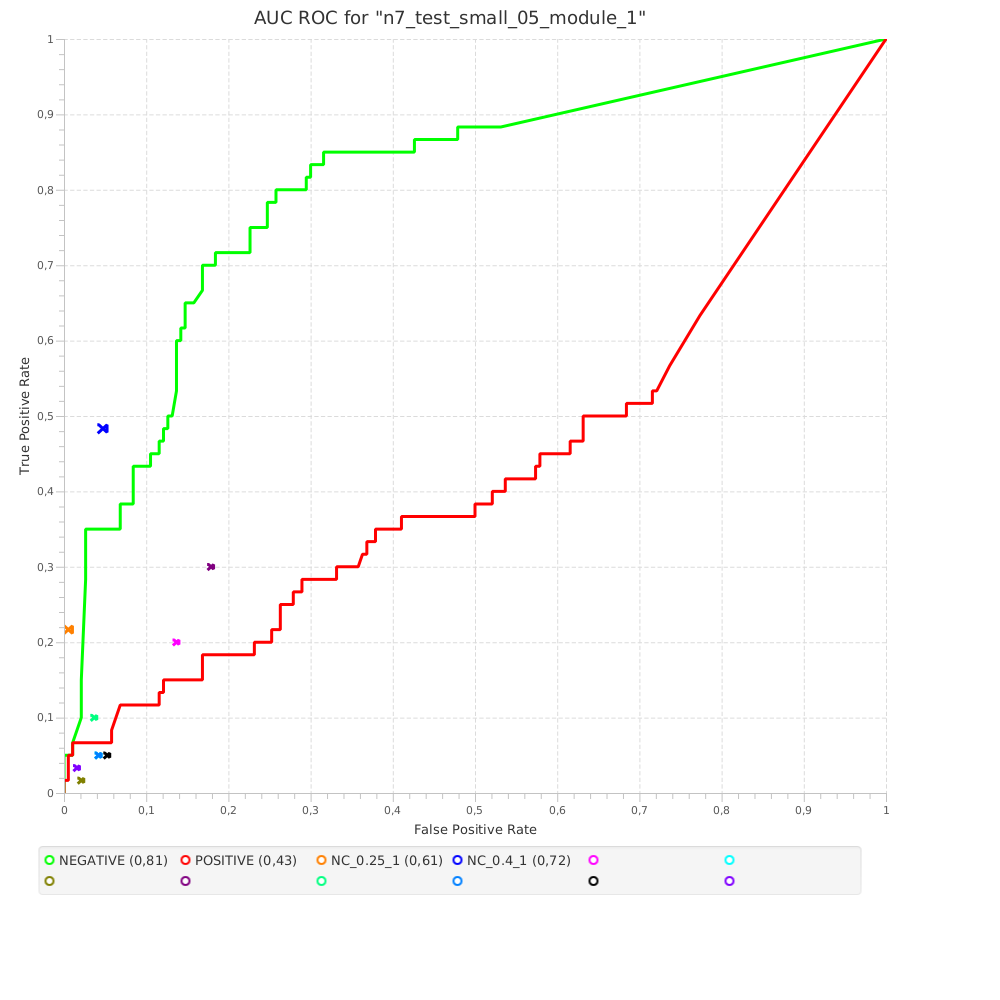 AUC ROC for "n7_test_small_05_module_1"
1
0,9
0,8
0,7
0,6
0,5
0,4
0,3
0,2
0,1
0
True Positive Rate
0 0,1 0,2 0,3 0,4 0,5 0,6 0,7 0,8 0,9 1
False Positive Rate
NEGATIVE (0,81) POSITIVE (0,43) NC_0.25_1 (0,61) NC_0.4_1 (0,72)